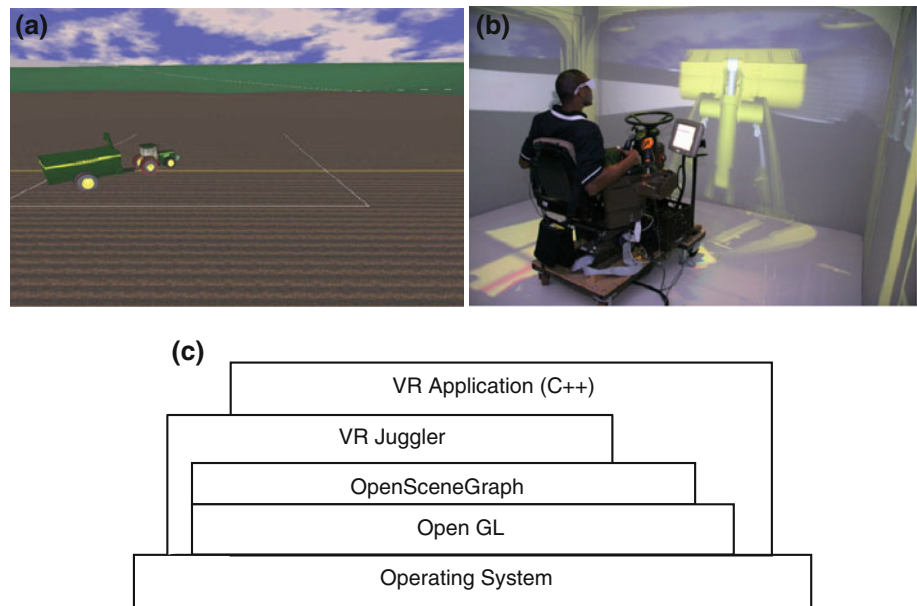 (a)
(b)
(c)
VR Application (C++)
VR Juggler
OpenSceneGraph
Open GL
Operating System